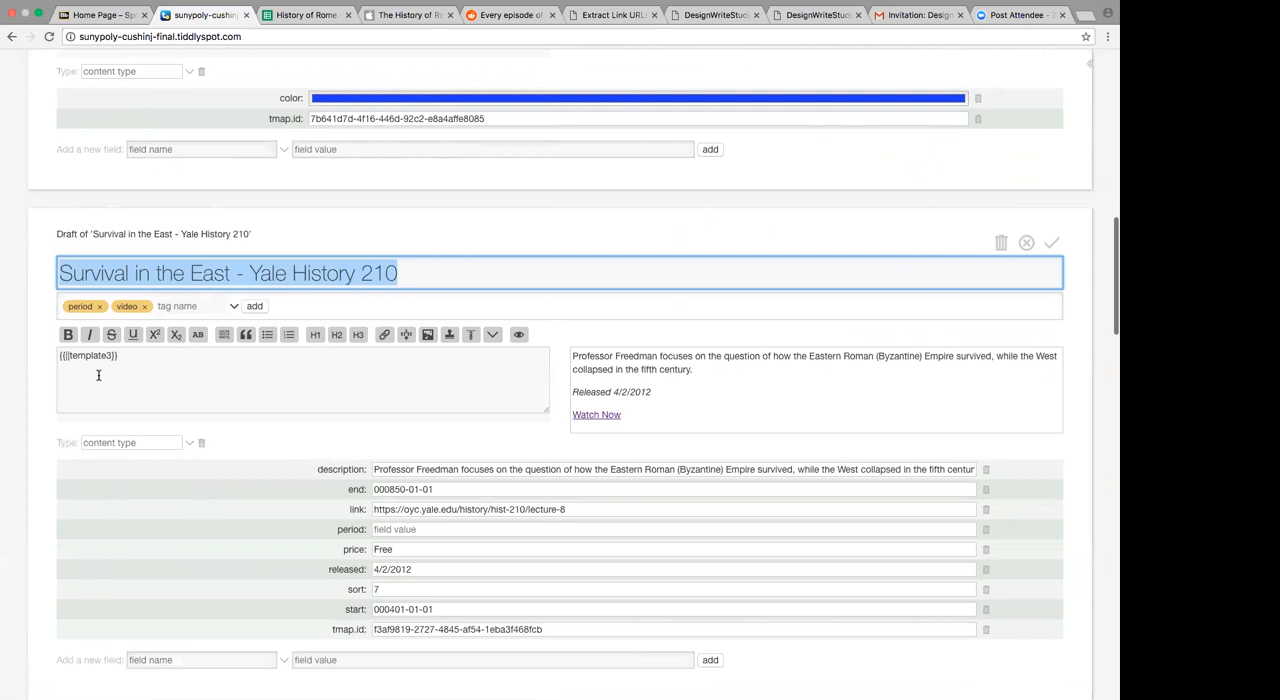 Home Page – Spr
sunypoly-cushinj-
History of Rome
The History of Ro
Every episode of
Extract Link URL
DesignWriteStudi
DesignWriteStudi
Invitation: Design
Post Attendee - Z
sunypoly-cushinj-final.tiddlyspot.com
Type: content type
color:
tmap.id: 7b641d7d-4f16-446d-92c2-e8a4affe8085
Add a new field: field name field value add
Draft of 'Survival in the East - Yale History 210'
Survival in the East - Yale History 210
period × video × tag name add
B I S U X² X₂ AB H1 H2 H3
{{||template3}}
Professor Freedman focuses on the question of how the Eastern Roman (Byzantine) Empire survived, while the West
collapsed in the fifth century.
Released 4/2/2012
Watch Now
Type: content type
description: Professor Freedman focuses on the question of how the Eastern Roman (Byzantine) Empire survived, while the West collapsed in the fifth centur
end: 000850-01-01
link: https://oyc.yale.edu/history/hist-210/lecture-8
period: field value
price: Free
released: 4/2/2012
sort: 7
start: 000401-01-01
tmap.id: f3af9819-2727-4845-af54-1eba3f468fcb
Add a new field: field name field value add